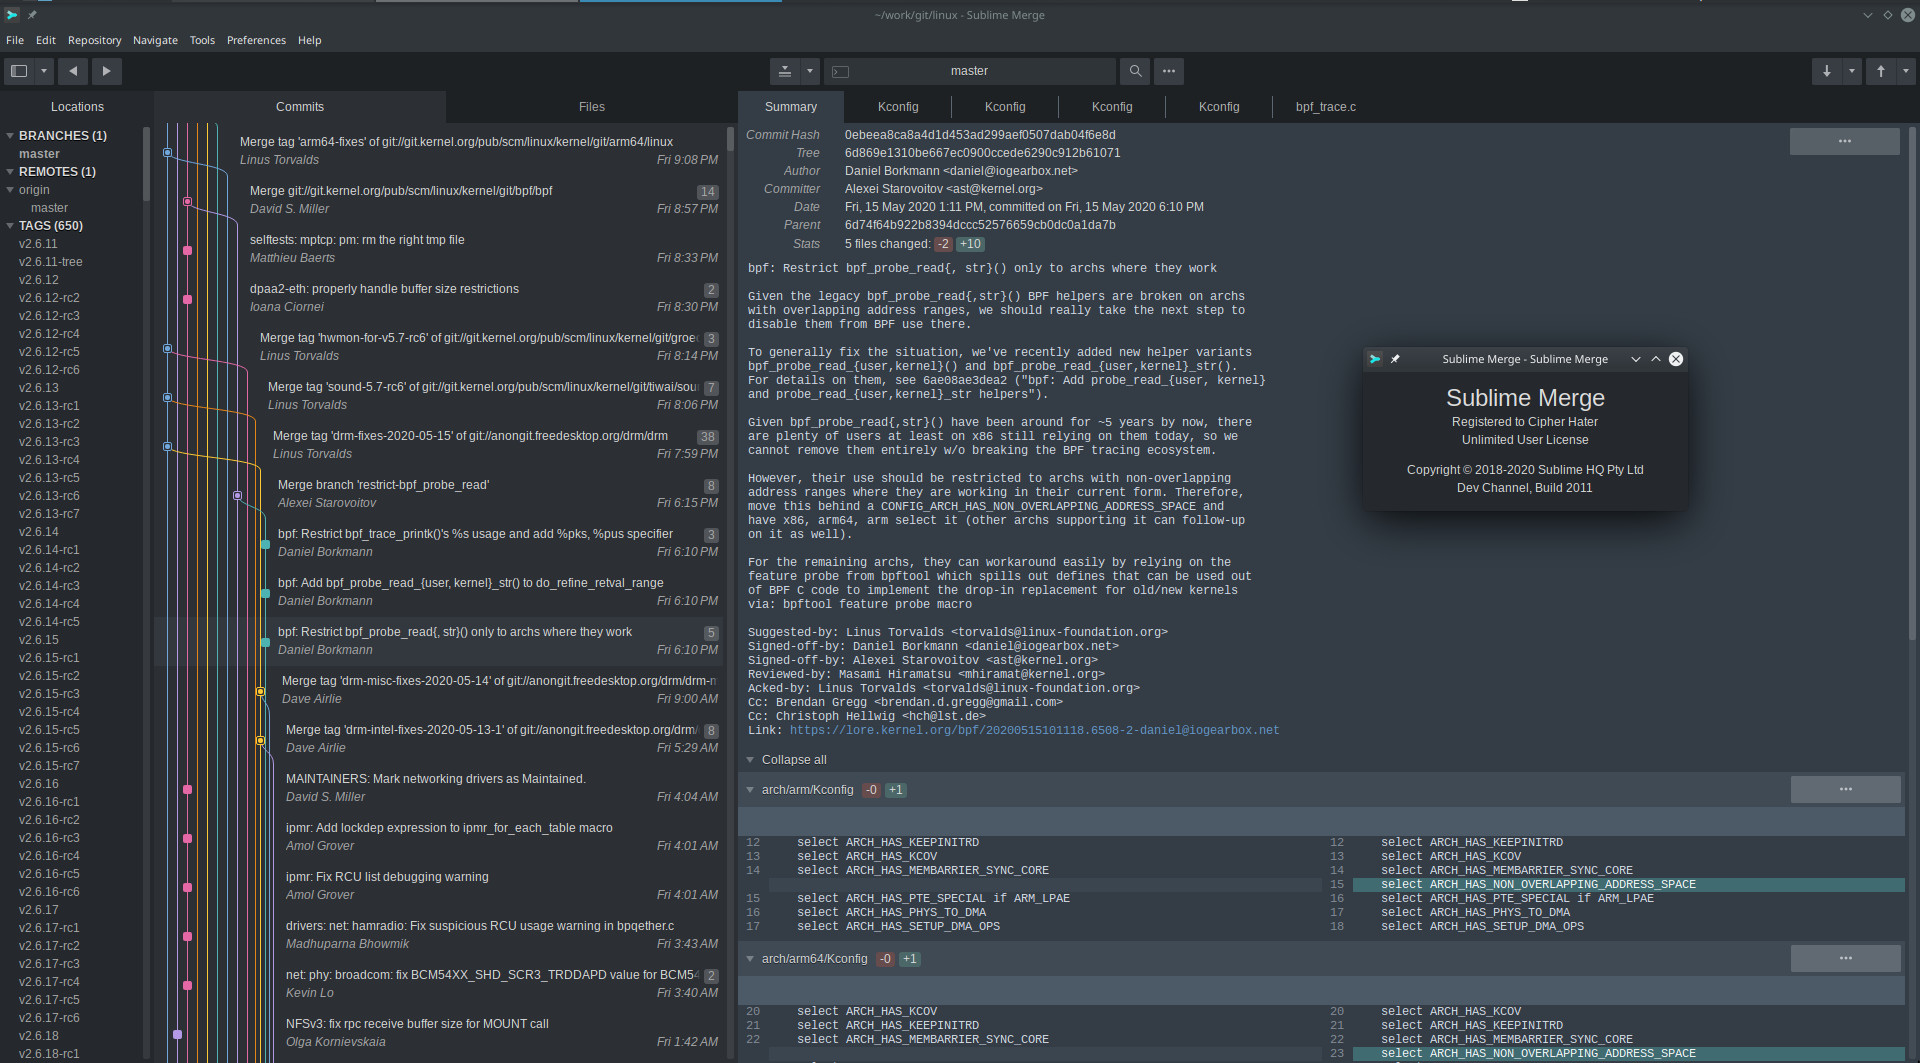 ~/work/git/linux - Sublime Merge
File Edit Repository Navigate Tools Preferences Help
master
Locations
BRANCHES (1)
master
REMOTES (1)
origin
master
TAGS (650)
v2.6.11
v2.6.11-tree
v2.6.12
v2.6.12-rc2
v2.6.12-rc3
v2.6.12-rc4
v2.6.12-rc5
v2.6.12-rc6
v2.6.13
v2.6.13-rc1
v2.6.13-rc2
v2.6.13-rc3
v2.6.13-rc4
v2.6.13-rc5
v2.6.13-rc6
v2.6.13-rc7
v2.6.14
v2.6.14-rc1
v2.6.14-rc2
v2.6.14-rc3
v2.6.14-rc4
v2.6.14-rc5
v2.6.15
v2.6.15-rc1
v2.6.15-rc2
v2.6.15-rc3
v2.6.15-rc4
v2.6.15-rc5
v2.6.15-rc6
v2.6.15-rc7
v2.6.16
v2.6.16-rc1
v2.6.16-rc2
v2.6.16-rc3
v2.6.16-rc4
v2.6.16-rc5
v2.6.16-rc6
v2.6.17
v2.6.17-rc1
v2.6.17-rc2
v2.6.17-rc3
v2.6.17-rc4
v2.6.17-rc5
v2.6.17-rc6
v2.6.18
v2.6.18-rc1
Commits Files
Merge tag 'arm64-fixes' of git://git.kernel.org/pub/scm/linux/kernel/git/arm64/linux
Linus Torvalds Fri 9:08 PM
Merge git://git.kernel.org/pub/scm/linux/kernel/git/bpf/bpf 14
David S. Miller Fri 8:57 PM
selftests: mptcp: pm: rm the right tmp file
Matthieu Baerts Fri 8:33 PM
dpaa2-eth: properly handle buffer size restrictions 2
Ioana Ciornei Fri 8:30 PM
Merge tag 'hwmon-for-v5.7-rc6' of git://git.kernel.org/pub/scm/linux/kernel/git/groec 3
Linus Torvalds Fri 8:14 PM
Merge tag 'sound-5.7-rc6' of git://git.kernel.org/pub/scm/linux/kernel/git/tiwai/sou 7
Linus Torvalds Fri 8:06 PM
Merge tag 'drm-fixes-2020-05-15' of git://anongit.freedesktop.org/drm/drm 38
Linus Torvalds Fri 7:59 PM
Merge branch 'restrict-bpf_probe_read' 8
Alexei Starovoitov Fri 6:15 PM
bpf: Restrict bpf_trace_printk()'s %s usage and add %pks, %pus specifier 3
Daniel Borkmann Fri 6:10 PM
bpf: Add bpf_probe_read_{user, kernel}_str() to do_refine_retval_range
Daniel Borkmann Fri 6:10 PM
bpf: Restrict bpf_probe_read{, str}() only to archs where they work 5
Daniel Borkmann Fri 6:10 PM
Merge tag 'drm-misc-fixes-2020-05-14' of git://anongit.freedesktop.org/drm/drm-m
Dave Airlie Fri 9:00 AM
Merge tag 'drm-intel-fixes-2020-05-13-1' of git://anongit.freedesktop.org/drm/ 8
Dave Airlie Fri 5:29 AM
MAINTAINERS: Mark networking drivers as Maintained.
David S. Miller Fri 4:04 AM
ipmr: Add lockdep expression to ipmr_for_each_table macro
Amol Grover Fri 4:01 AM
ipmr: Fix RCU list debugging warning
Amol Grover Fri 4:01 AM
drivers: net: hamradio: Fix suspicious RCU usage warning in bpqether.c
Madhuparna Bhowmik Fri 3:43 AM
net: phy: broadcom: fix BCM54XX_SHD_SCR3_TRDDAPD value for BCM54 2
Kevin Lo Fri 3:40 AM
NFSv3: fix rpc receive buffer size for MOUNT call
Olga Kornievskaia Fri 1:42 AM
Summary Kconfig Kconfig Kconfig Kconfig bpf_trace.c
Commit Hash 0ebeea8ca8a4d1d453ad299aef0507dab04f6e8d
Tree 6d869e1310be667ec0900ccede6290c912b61071
Author Daniel Borkmann <daniel@iogearbox.net>
Committer Alexei Starovoitov <ast@kernel.org>
Date Fri, 15 May 2020 1:11 PM, committed on Fri, 15 May 2020 6:10 PM
Parent 6d74f64b922b8394dccc52576659cb0dc0a1da7b
Stats 5 files changed: -2 +10
bpf: Restrict bpf_probe_read{, str}() only to archs where they work
Given the legacy bpf_probe_read{,str}() BPF helpers are broken on archs
with overlapping address ranges, we should really take the next step to
disable them from BPF use there.
To generally fix the situation, we've recently added new helper variants
bpf_probe_read_{user,kernel}() and bpf_probe_read_{user,kernel}_str().
For details on them, see 6ae08ae3dea2 ("bpf: Add probe_read_{user, kernel}
and probe_read_{user,kernel}_str helpers").
Given bpf_probe_read{,str}() have been around for ~5 years by now, there
are plenty of users at least on x86 still relying on them today, so we
cannot remove them entirely w/o breaking the BPF tracing ecosystem.
However, their use should be restricted to archs with non-overlapping
address ranges where they are working in their current form. Therefore,
move this behind a CONFIG_ARCH_HAS_NON_OVERLAPPING_ADDRESS_SPACE and
have x86, arm64, arm select it (other archs supporting it can follow-up
on it as well).
For the remaining archs, they can workaround easily by relying on the
feature probe from bpftool which spills out defines that can be used out
of BPF C code to implement the drop-in replacement for old/new kernels
via: bpftool feature probe macro
Suggested-by: Linus Torvalds <torvalds@linux-foundation.org>
Signed-off-by: Daniel Borkmann <daniel@iogearbox.net>
Signed-off-by: Alexei Starovoitov <ast@kernel.org>
Reviewed-by: Masami Hiramatsu <mhiramat@kernel.org>
Acked-by: Linus Torvalds <torvalds@linux-foundation.org>
Cc: Brendan Gregg <brendan.d.gregg@gmail.com>
Cc: Christoph Hellwig <hch@lst.de>
Link: https://lore.kernel.org/bpf/20200515101118.6508-2-daniel@iogearbox.net
Collapse all
arch/arm/Kconfig -0 +1
12 select ARCH_HAS_KEEPINITRD 12 select ARCH_HAS_KEEPINITRD
13 select ARCH_HAS_KCOV 13 select ARCH_HAS_KCOV
14 select ARCH_HAS_MEMBARRIER_SYNC_CORE 14 select ARCH_HAS_MEMBARRIER_SYNC_CORE
15 select ARCH_HAS_NON_OVERLAPPING_ADDRESS_SPACE
15 select ARCH_HAS_PTE_SPECIAL if ARM_LPAE 16 select ARCH_HAS_PTE_SPECIAL if ARM_LPAE
16 select ARCH_HAS_PHYS_TO_DMA 17 select ARCH_HAS_PHYS_TO_DMA
17 select ARCH_HAS_SETUP_DMA_OPS 18 select ARCH_HAS_SETUP_DMA_OPS
arch/arm64/Kconfig -0 +1
20 select ARCH_HAS_KCOV 20 select ARCH_HAS_KCOV
21 select ARCH_HAS_KEEPINITRD 21 select ARCH_HAS_KEEPINITRD
22 select ARCH_HAS_MEMBARRIER_SYNC_CORE 22 select ARCH_HAS_MEMBARRIER_SYNC_CORE
23 select ARCH_HAS_NON_OVERLAPPING_ADDRESS_SPACE
Sublime Merge - Sublime Merge
Sublime Merge
Registered to Cipher Hater
Unlimited User License
Copyright © 2018-2020 Sublime HQ Pty Ltd
Dev Channel, Build 2011